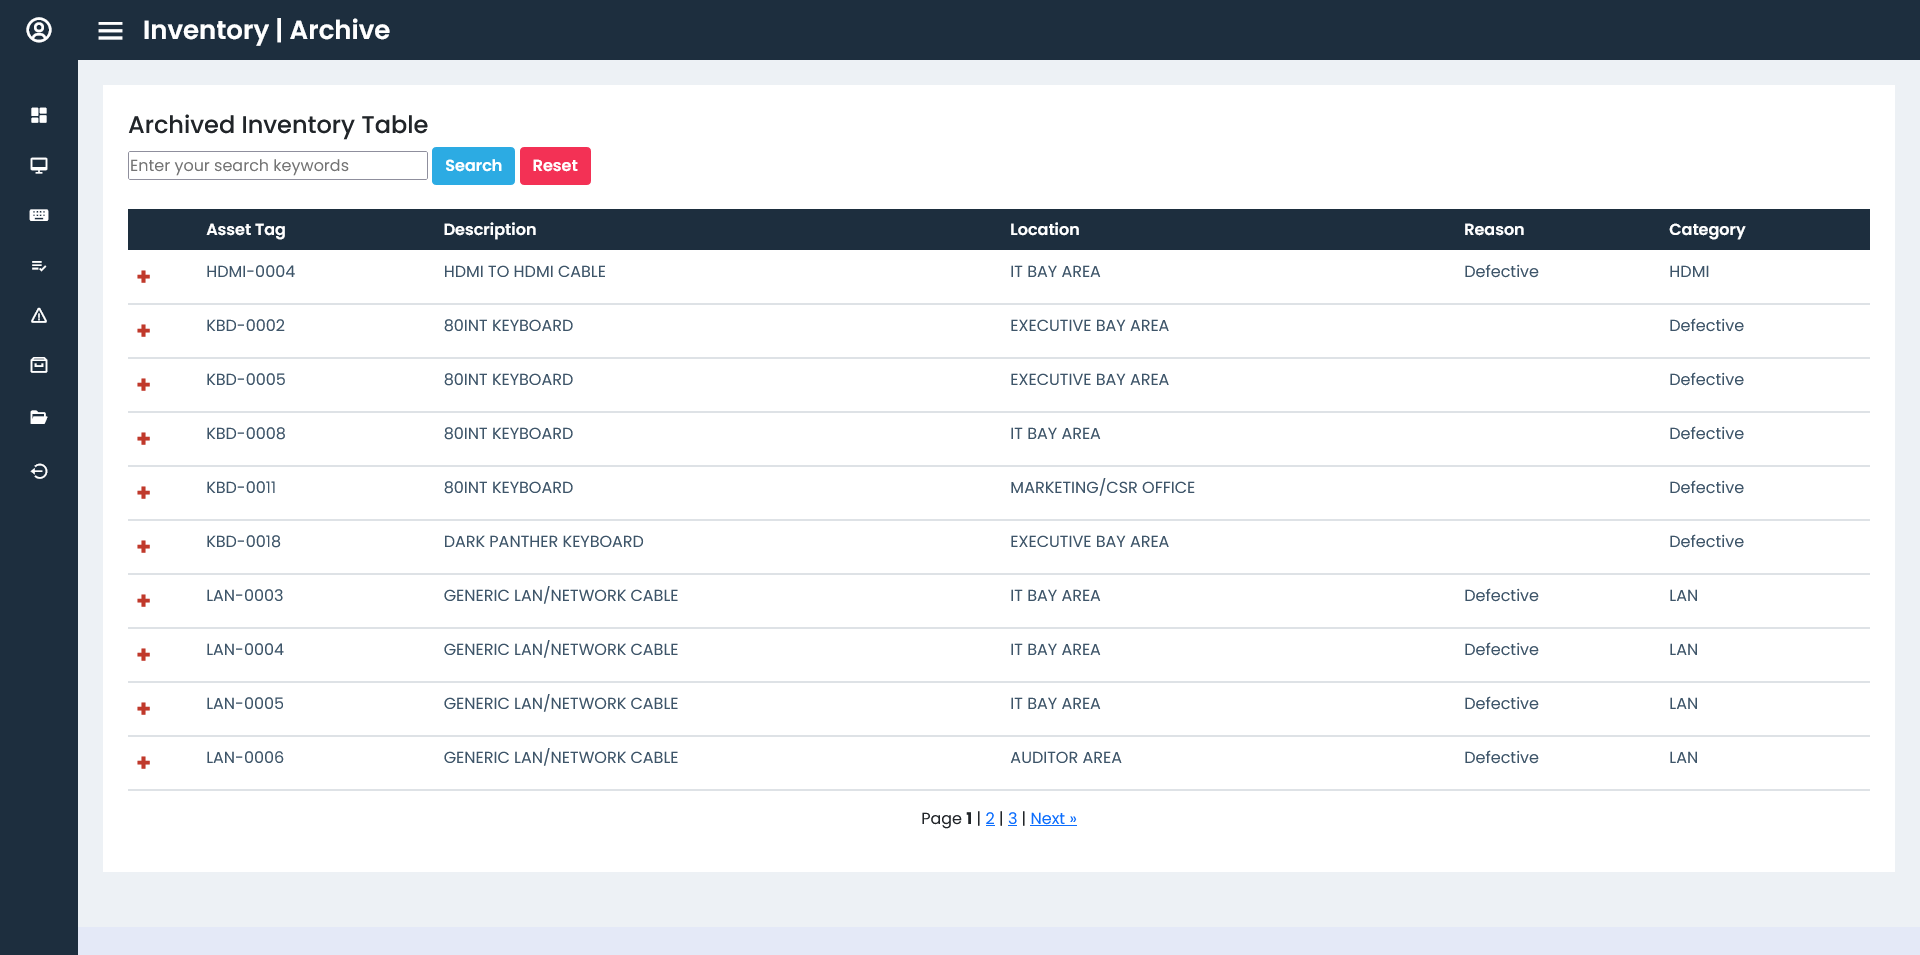 Inventory | Archive
Archived Inventory Table
Enter your search keywords Search Reset
Asset Tag Description Location Reason Category
HDMI-0004 HDMI TO HDMI CABLE IT BAY AREA Defective HDMI
KBD-0002 80INT KEYBOARD EXECUTIVE BAY AREA Defective
KBD-0005 80INT KEYBOARD EXECUTIVE BAY AREA Defective
KBD-0008 80INT KEYBOARD IT BAY AREA Defective
KBD-0011 80INT KEYBOARD MARKETING/CSR OFFICE Defective
KBD-0018 DARK PANTHER KEYBOARD EXECUTIVE BAY AREA Defective
LAN-0003 GENERIC LAN/NETWORK CABLE IT BAY AREA Defective LAN
LAN-0004 GENERIC LAN/NETWORK CABLE IT BAY AREA Defective LAN
LAN-0005 GENERIC LAN/NETWORK CABLE IT BAY AREA Defective LAN
LAN-0006 GENERIC LAN/NETWORK CABLE AUDITOR AREA Defective LAN
Page 1 | 2 | 3 | Next »